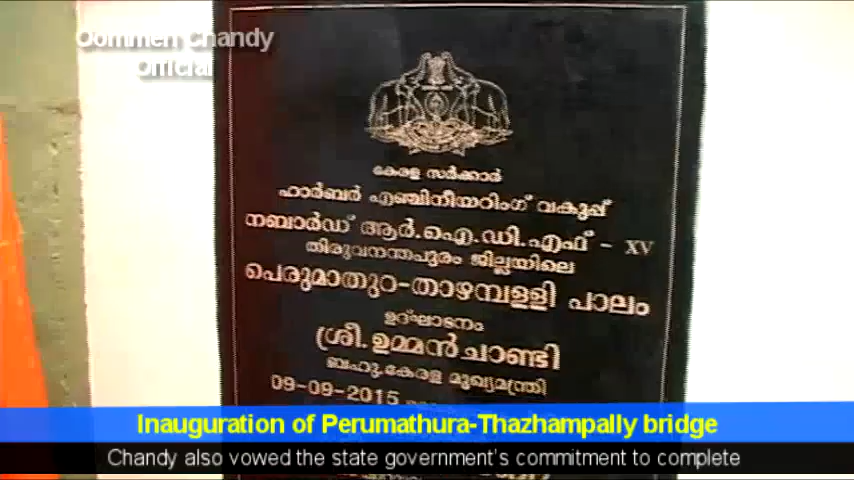 Oommen Chandy
Official
കേരള സർക്കാർ
ഹാർബർ എഞ്ചിനീയറിംഗ് വകുപ്പ്
നബാർഡ് ആർ.ഐ.ഡി.എഫ് - XV
തിരുവനന്തപുരം ജില്ലയിലെ
പെരുമാതുറ-താഴമ്പള്ളി പാലം
ഉദ്ഘാടനം
ശ്രീ.ഉമ്മൻചാണ്ടി
ബഹു.കേരള മുഖ്യമന്ത്രി
09-09-2015
Inauguration of Perumathura-Thazhampally bridge
Chandy also vowed the state government's commitment to complete